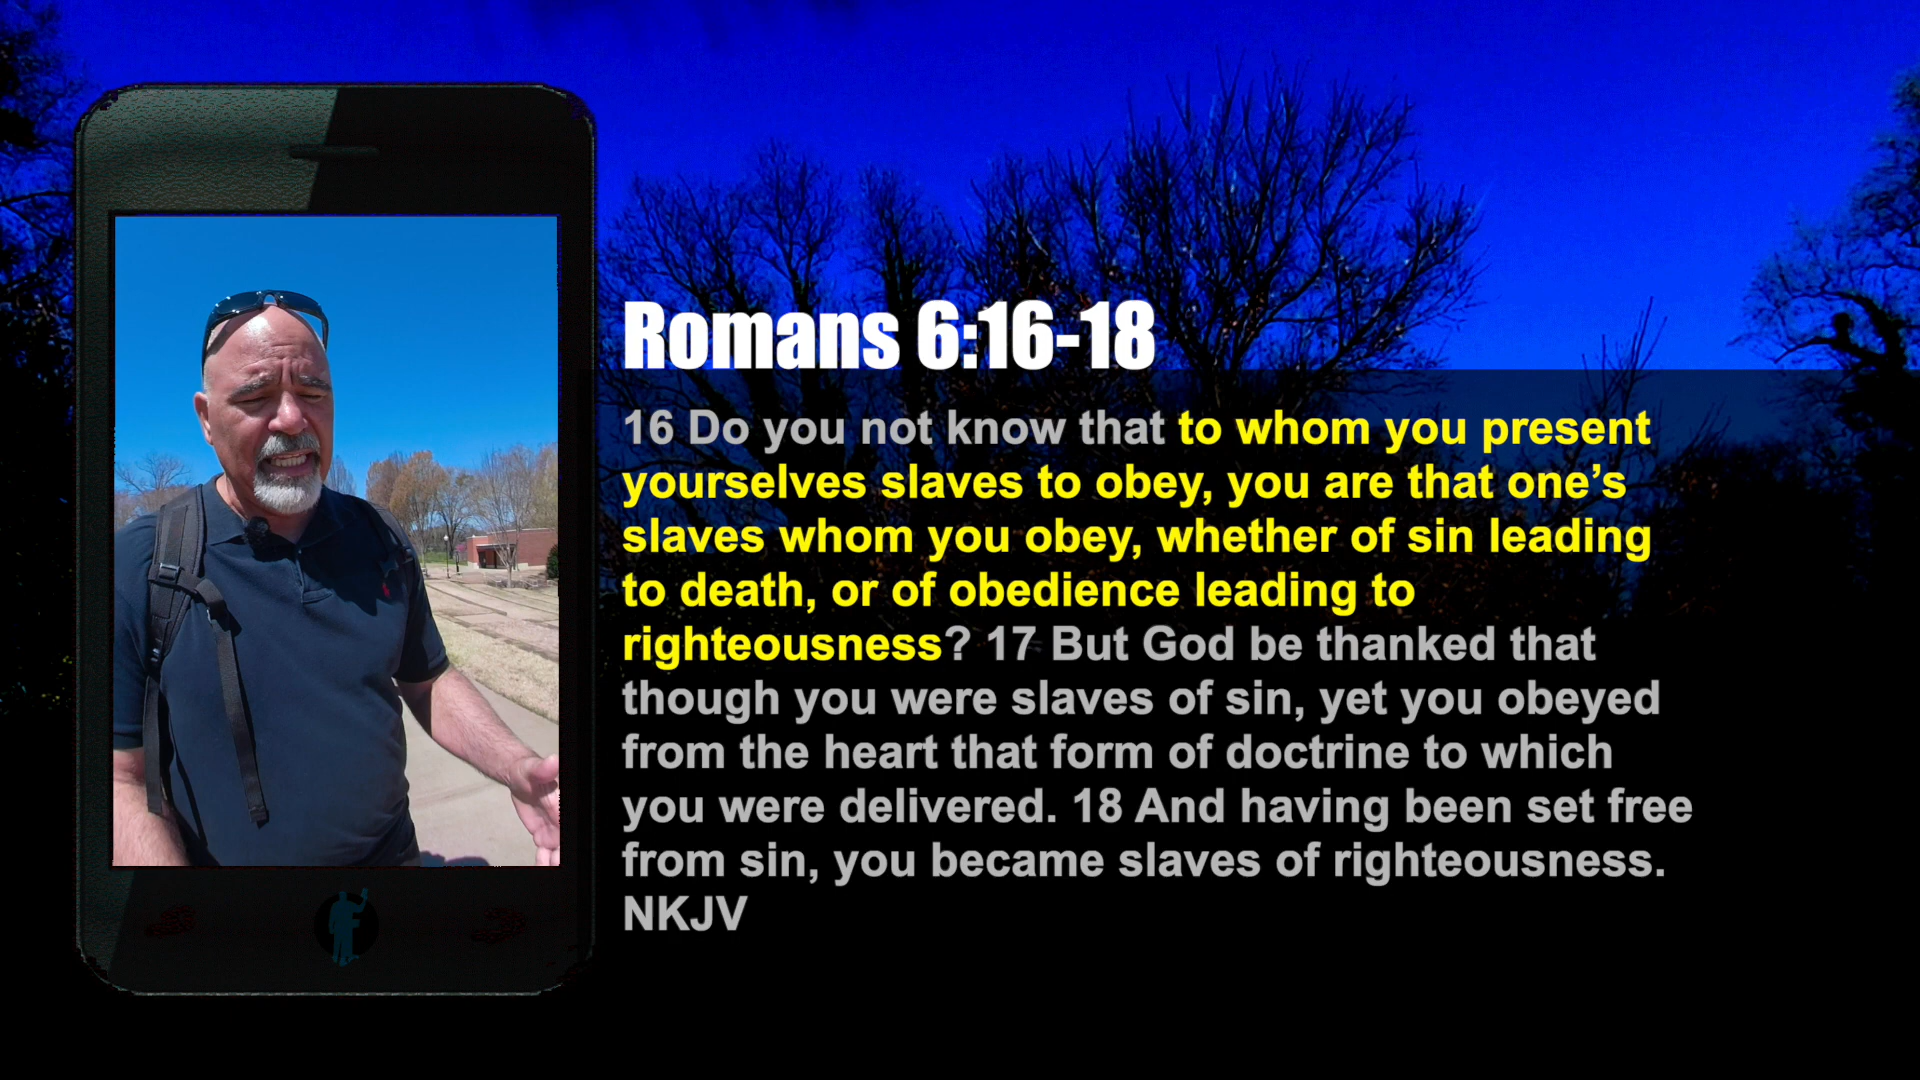 Romans 6:16-18
16 Do you not know that to whom you present
yourselves slaves to obey, you are that one’s
slaves whom you obey, whether of sin leading
to death, or of obedience leading to
righteousness? 17 But God be thanked that
though you were slaves of sin, yet you obeyed
from the heart that form of doctrine to which
you were delivered. 18 And having been set free
from sin, you became slaves of righteousness.
NKJV